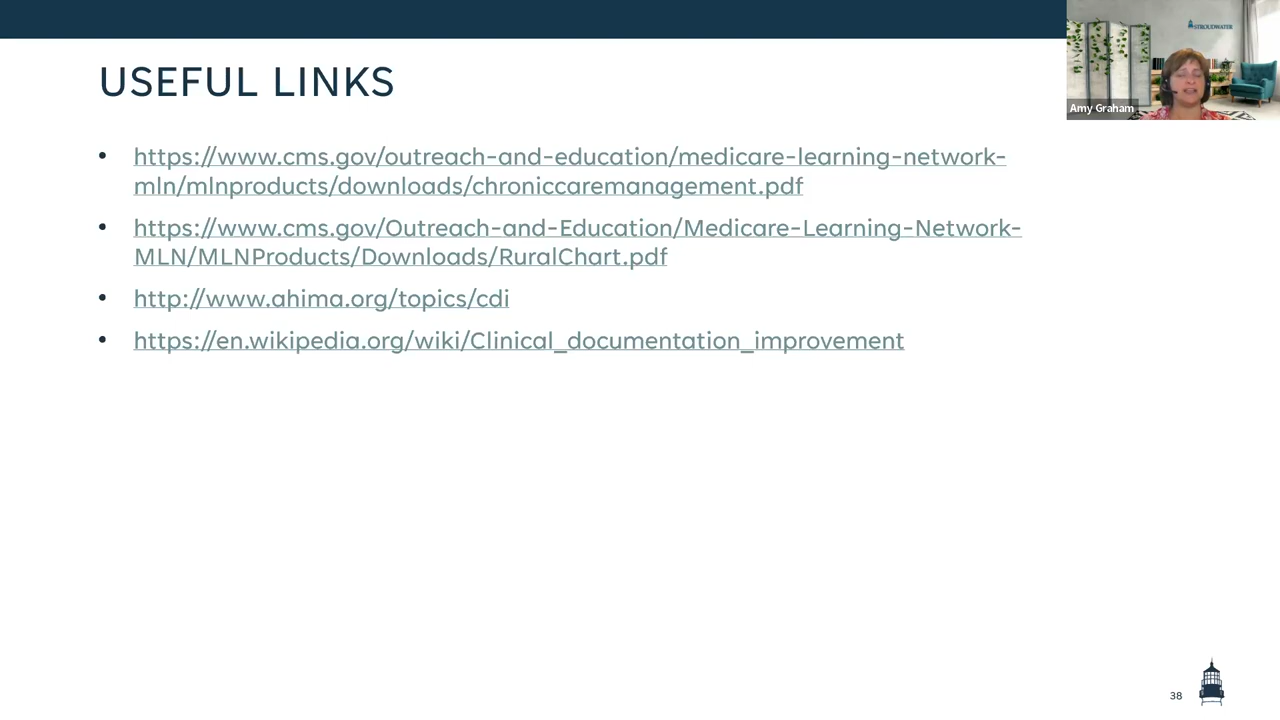 STROUDWATER
Amy Graham
USEFUL LINKS
• https://www.cms.gov/outreach-and-education/medicare-learning-network-
mln/mlnproducts/downloads/chroniccaremanagement.pdf
• https://www.cms.gov/Outreach-and-Education/Medicare-Learning-Network-
MLN/MLNProducts/Downloads/RuralChart.pdf
• http://www.ahima.org/topics/cdi
• https://en.wikipedia.org/wiki/Clinical_documentation_improvement
38